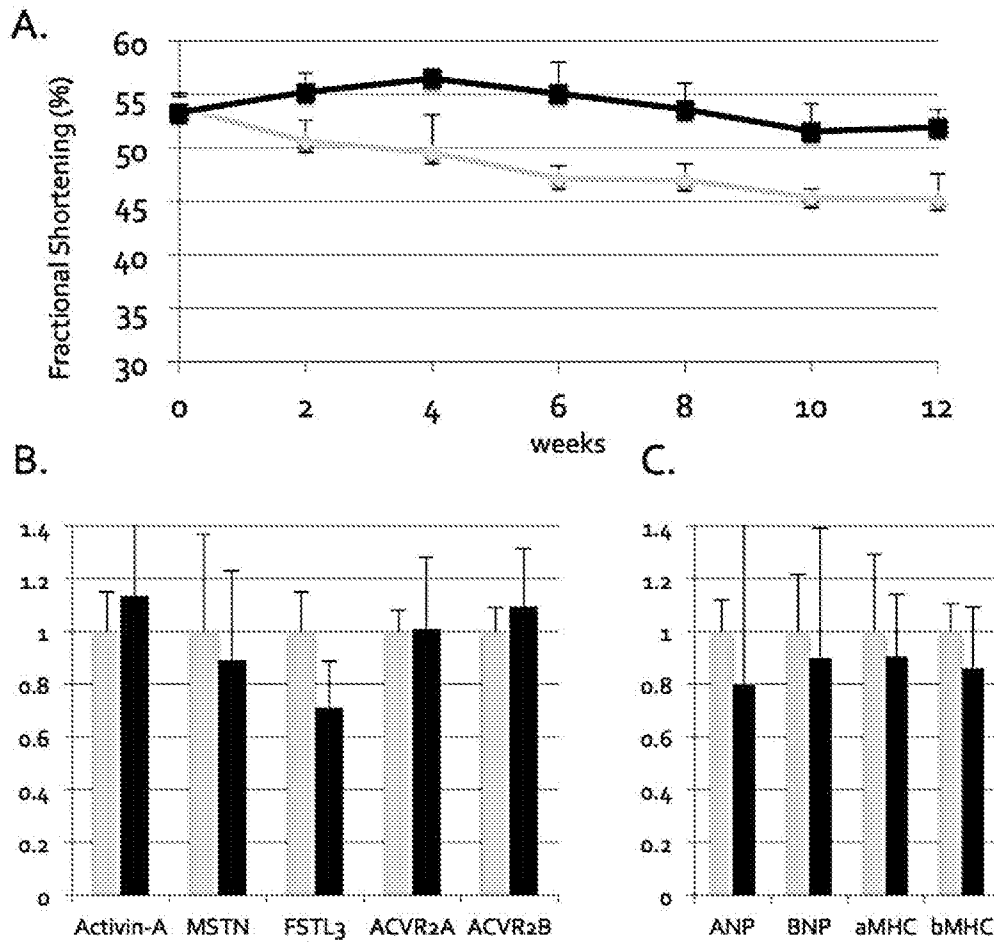 A.
Fractional Shortening (%)
60
55
50
45
40
35
30
0 2 4 6 8 10 12
weeks
B.
1.4
1.2
1
0.8
0.6
0.4
0.2
0
Activin-A MSTN FSTL3 ACVR2A ACVR2B
C.
1.4
1.2
1
0.8
0.6
0.4
0.2
0
ANP BNP aMHC bMHC